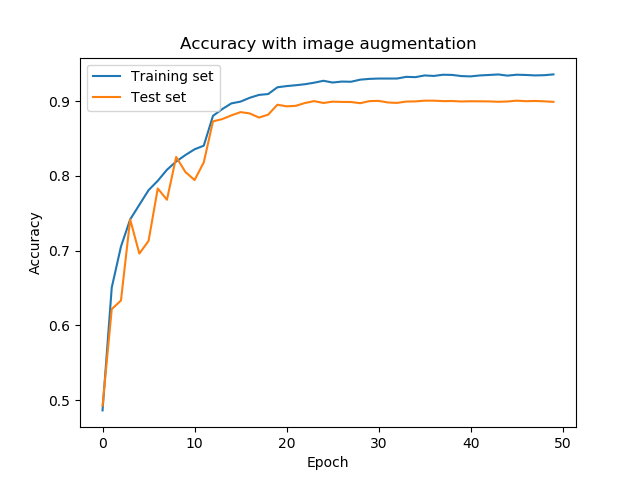 Accuracy with image augmentation
Training set
Test set
Accuracy
0.9
0.8
0.7
0.6
0.5
0 10 20 30 40 50
Epoch